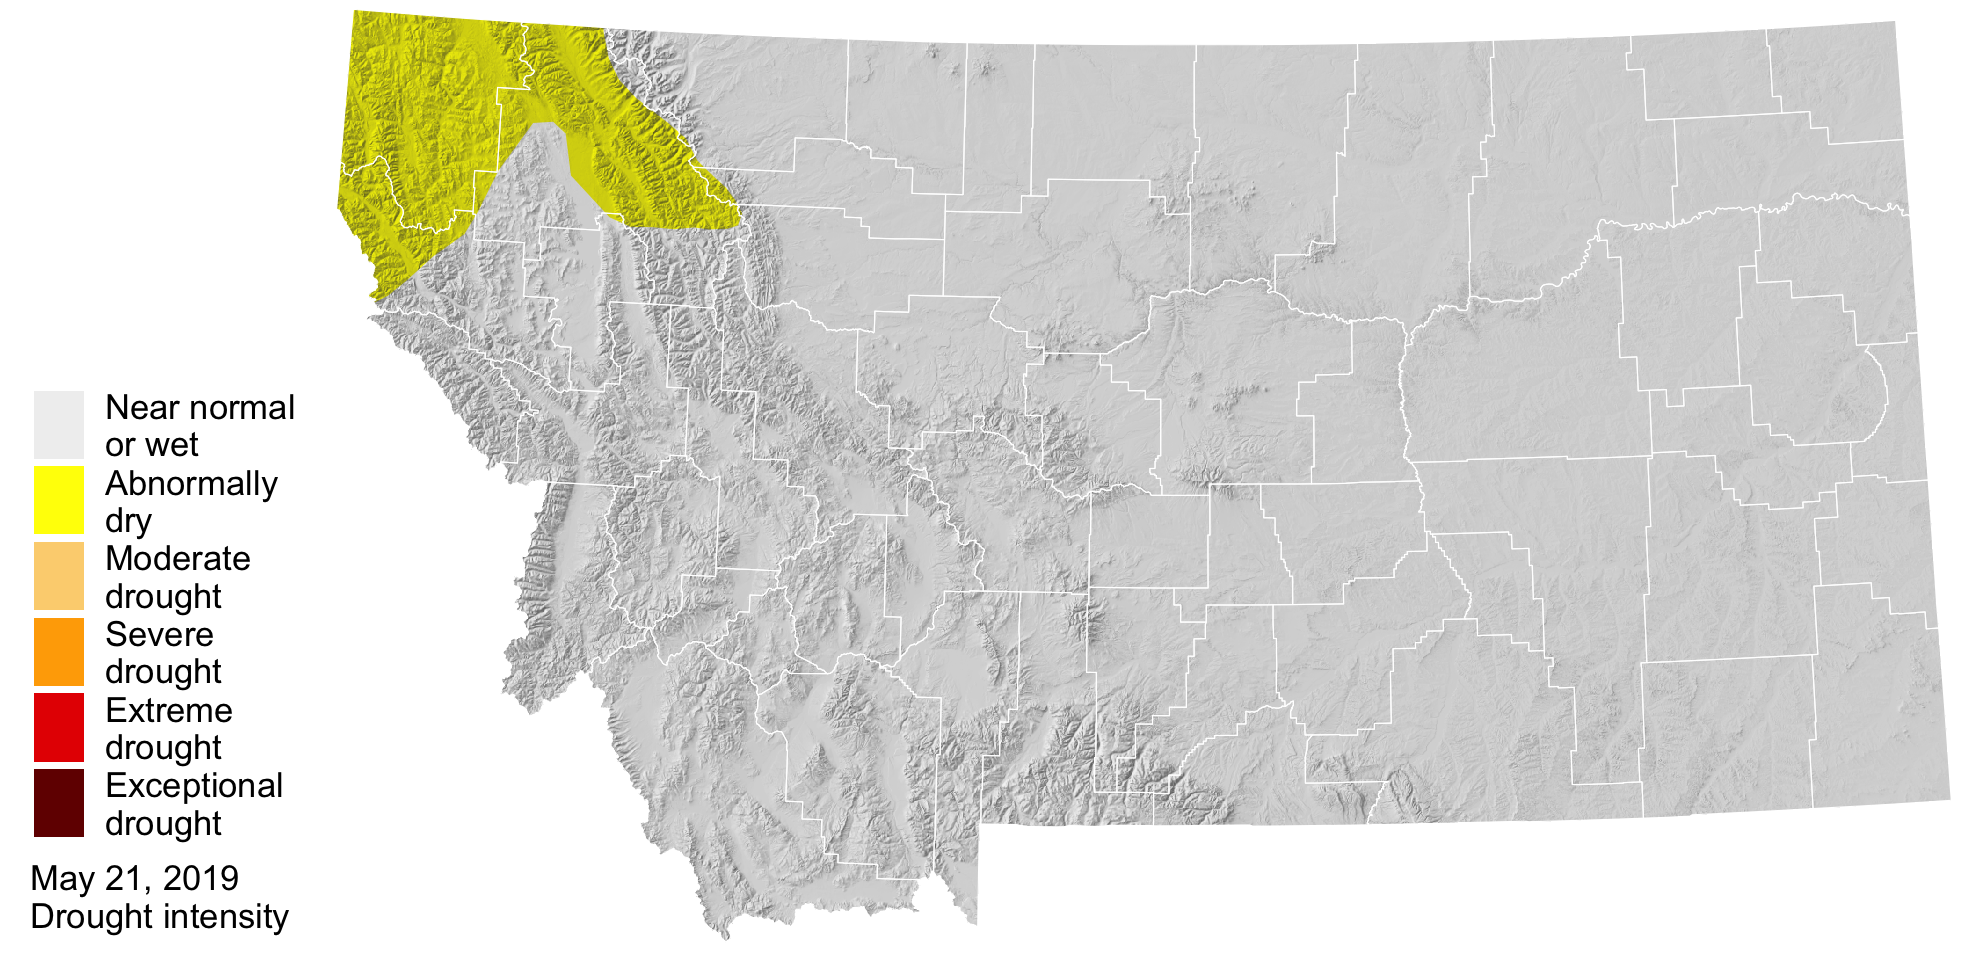 Near normal
or wet
Abnormally
dry
Moderate
drought
Severe
drought
Extreme
drought
Exceptional
drought
May 21, 2019
Drought intensity